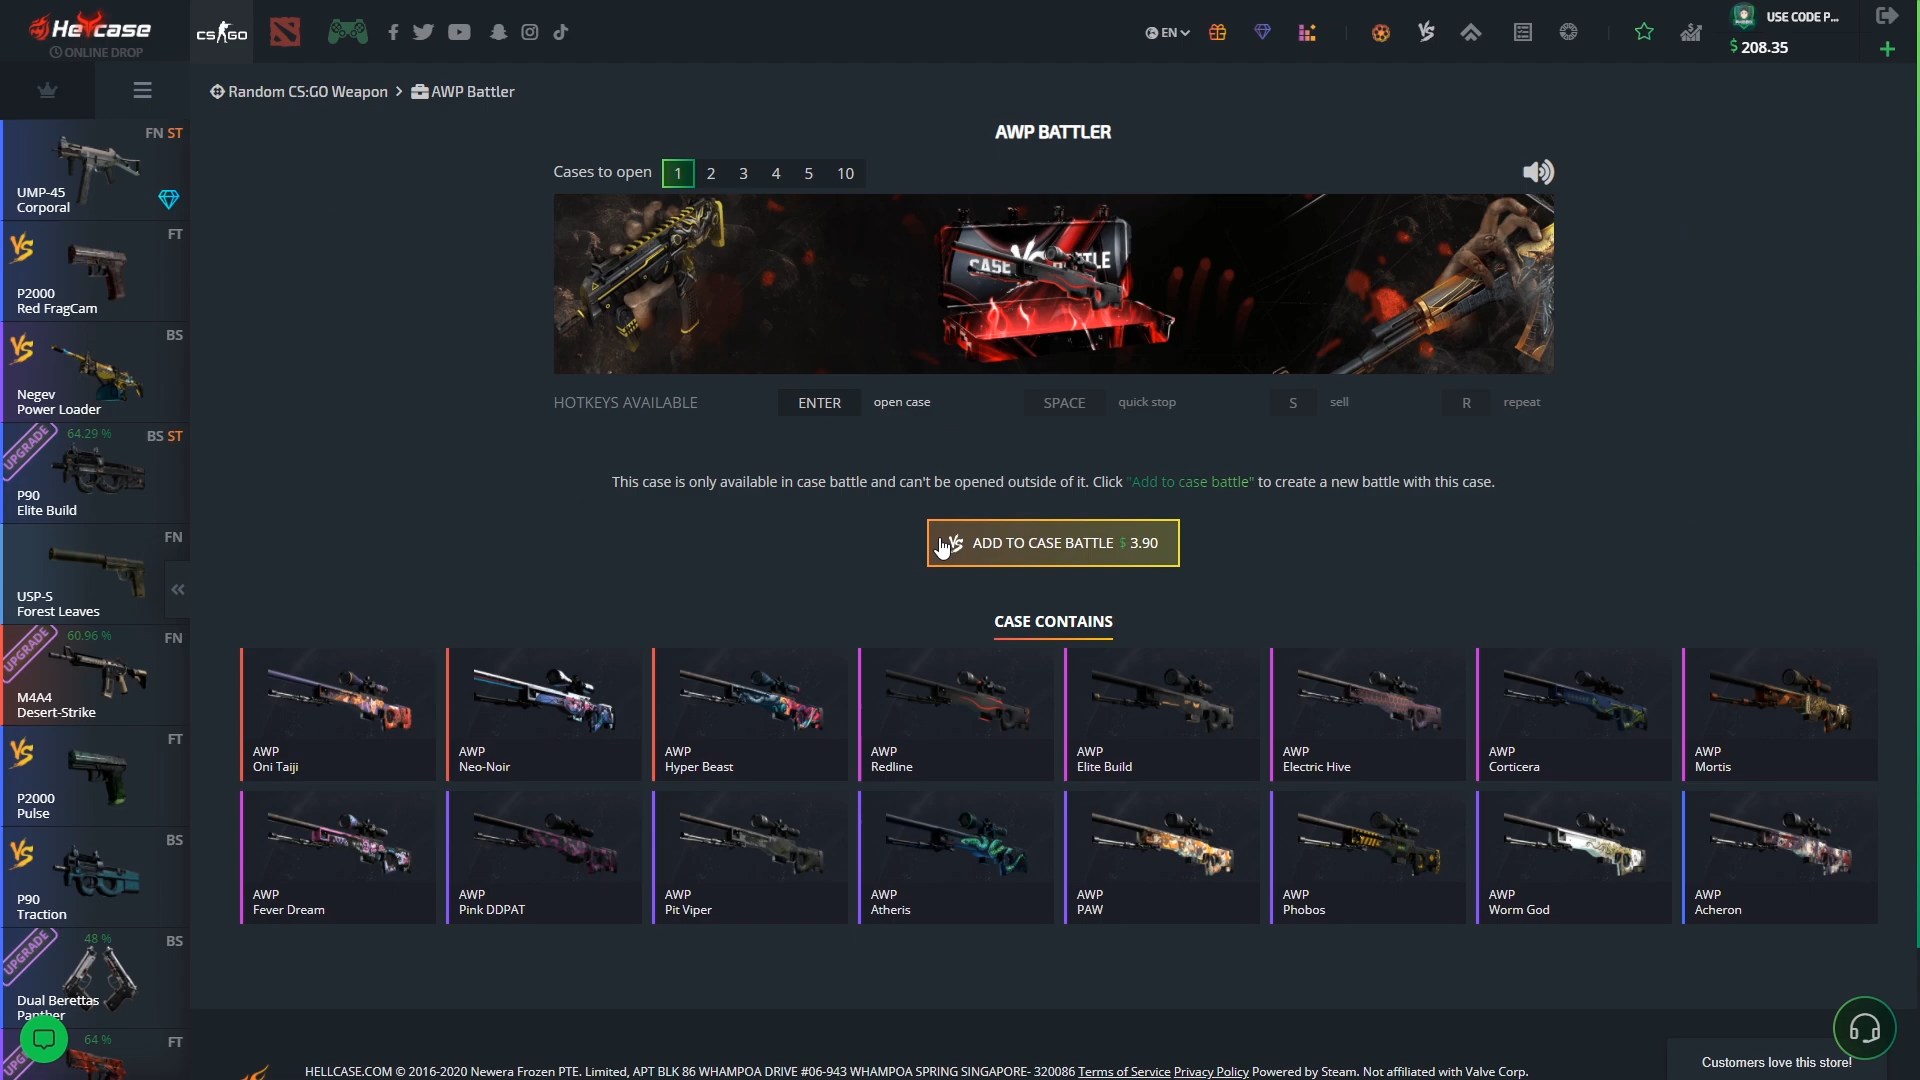 HELLCASE
ONLINE DROP
CS:GO
EN
USE CODE P...
$ 208.35
Random CS:GO Weapon > AWP Battler
AWP BATTLER
Cases to open 1 2 3 4 5 10
CASE VS BATTLE
HOTKEYS AVAILABLE ENTER open case SPACE quick stop S sell R repeat
This case is only available in case battle and can't be opened outside of it. Click "Add to case battle" to create a new battle with this case.
VS ADD TO CASE BATTLE $ 3.90
CASE CONTAINS
AWP
Oni Taiji
AWP
Neo-Noir
AWP
Hyper Beast
AWP
Redline
AWP
Elite Build
AWP
Electric Hive
AWP
Corticera
AWP
Mortis
AWP
Fever Dream
AWP
Pink DDPAT
AWP
Pit Viper
AWP
Atheris
AWP
PAW
AWP
Phobos
AWP
Worm God
AWP
Acheron
FN ST
UMP-45
Corporal
VS FT
P2000
Red FragCam
VS BS
Negev
Power Loader
UPGRADE 64.29 % BS ST
P90
Elite Build
FN
USP-S
Forest Leaves
UPGRADE 60.96 % FN
M4A4
Desert-Strike
VS FT
P2000
Pulse
VS BS
P90
Traction
UPGRADE 48 % BS
Dual Berettas
Panther
64 % FT
HELLCASE.COM © 2016-2020 Newera Frozen PTE. Limited, APT BLK 86 WHAMPOA DRIVE #06-943 WHAMPOA SPRING SINGAPORE- 320086 Terms of Service Privacy Policy Powered by Steam. Not affiliated with Valve Corp.
Customers love this store!